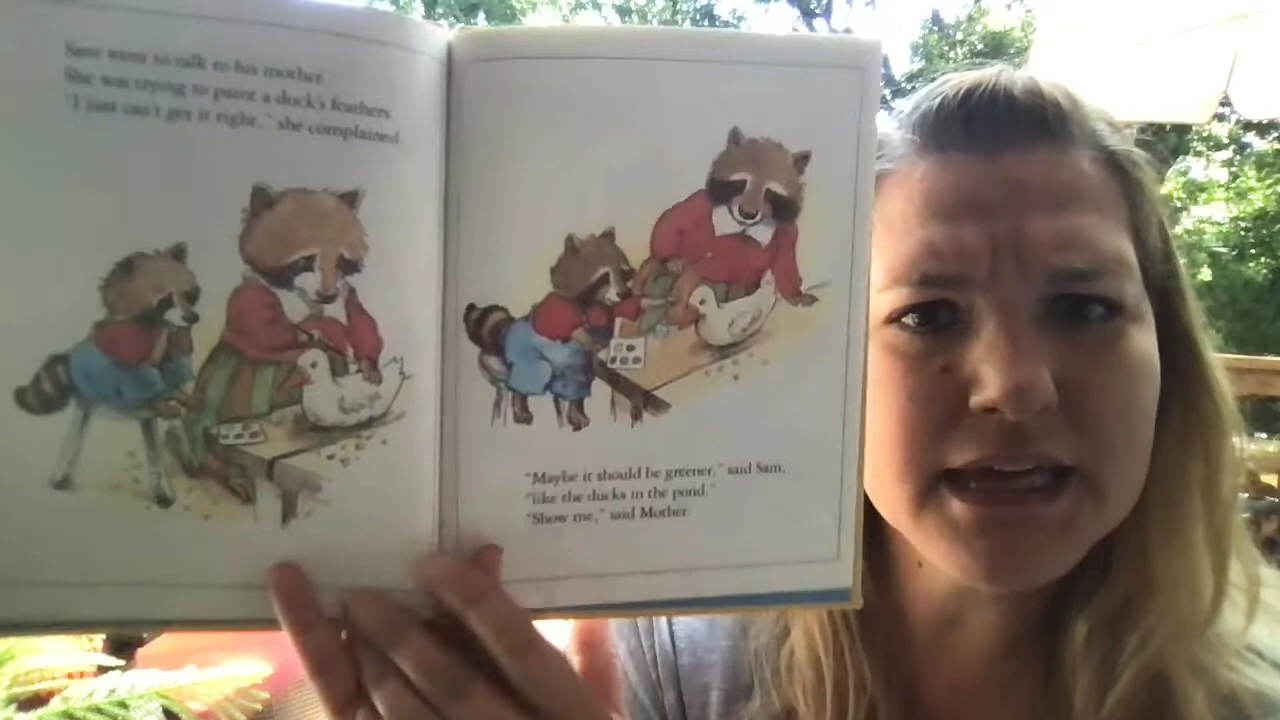 Sam went to talk to his mother.
She was trying to paint a duck's feathers.
"I just can't get it right," she complained.
"Maybe it should be greener," said Sam,
"like the ducks in the pond."
"Show me," said Mother.